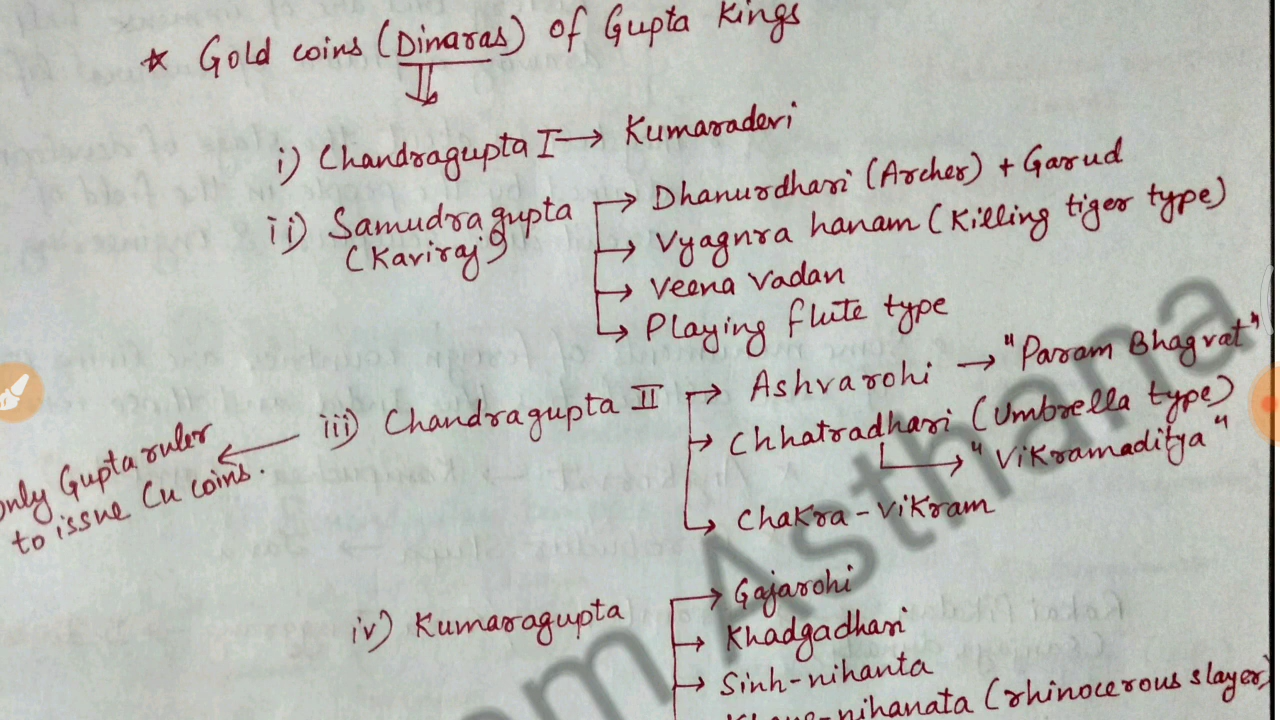 * Gold coins (Dinaras) of Gupta Kings
i) Chandragupta I → Kumaradevi
ii) Samudragupta → Dhanurdhari (Archer) + Garud
(Kaviraj) → Vyagnra hanam (Killing tiger type)
→ Veena Vadan
→ Playing flute type
iii) Chandragupta II → Ashvarohi → "Param Bhagvat"
→ Chhatradhari (Umbrella type)
→ "Vikramaditya"
→ Chakra-Vikram
only Gupta ruler
to issue Cu coins.
iv) Kumaragupta → Gajarohi
→ Khadgadhari
→ Sinh-nihanta
-nihanata (rhinocerous slayer)
m Asthana